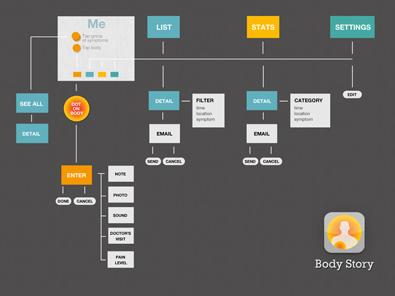 Me
Tap group
of symptoms
Tap body
LIST
STATS
SETTINGS
SEE ALL
DETAIL
DOT
ON
BODY
DETAIL
FILTER
time
location
symptom
DETAIL
CATEGORY
time
location
symptom
EDIT
EMAIL
EMAIL
SEND
CANCEL
SEND
CANCEL
ENTER
DONE
CANCEL
NOTE
PHOTO
SOUND
DOCTOR'S
VISIT
PAIN
LEVEL
Body Story